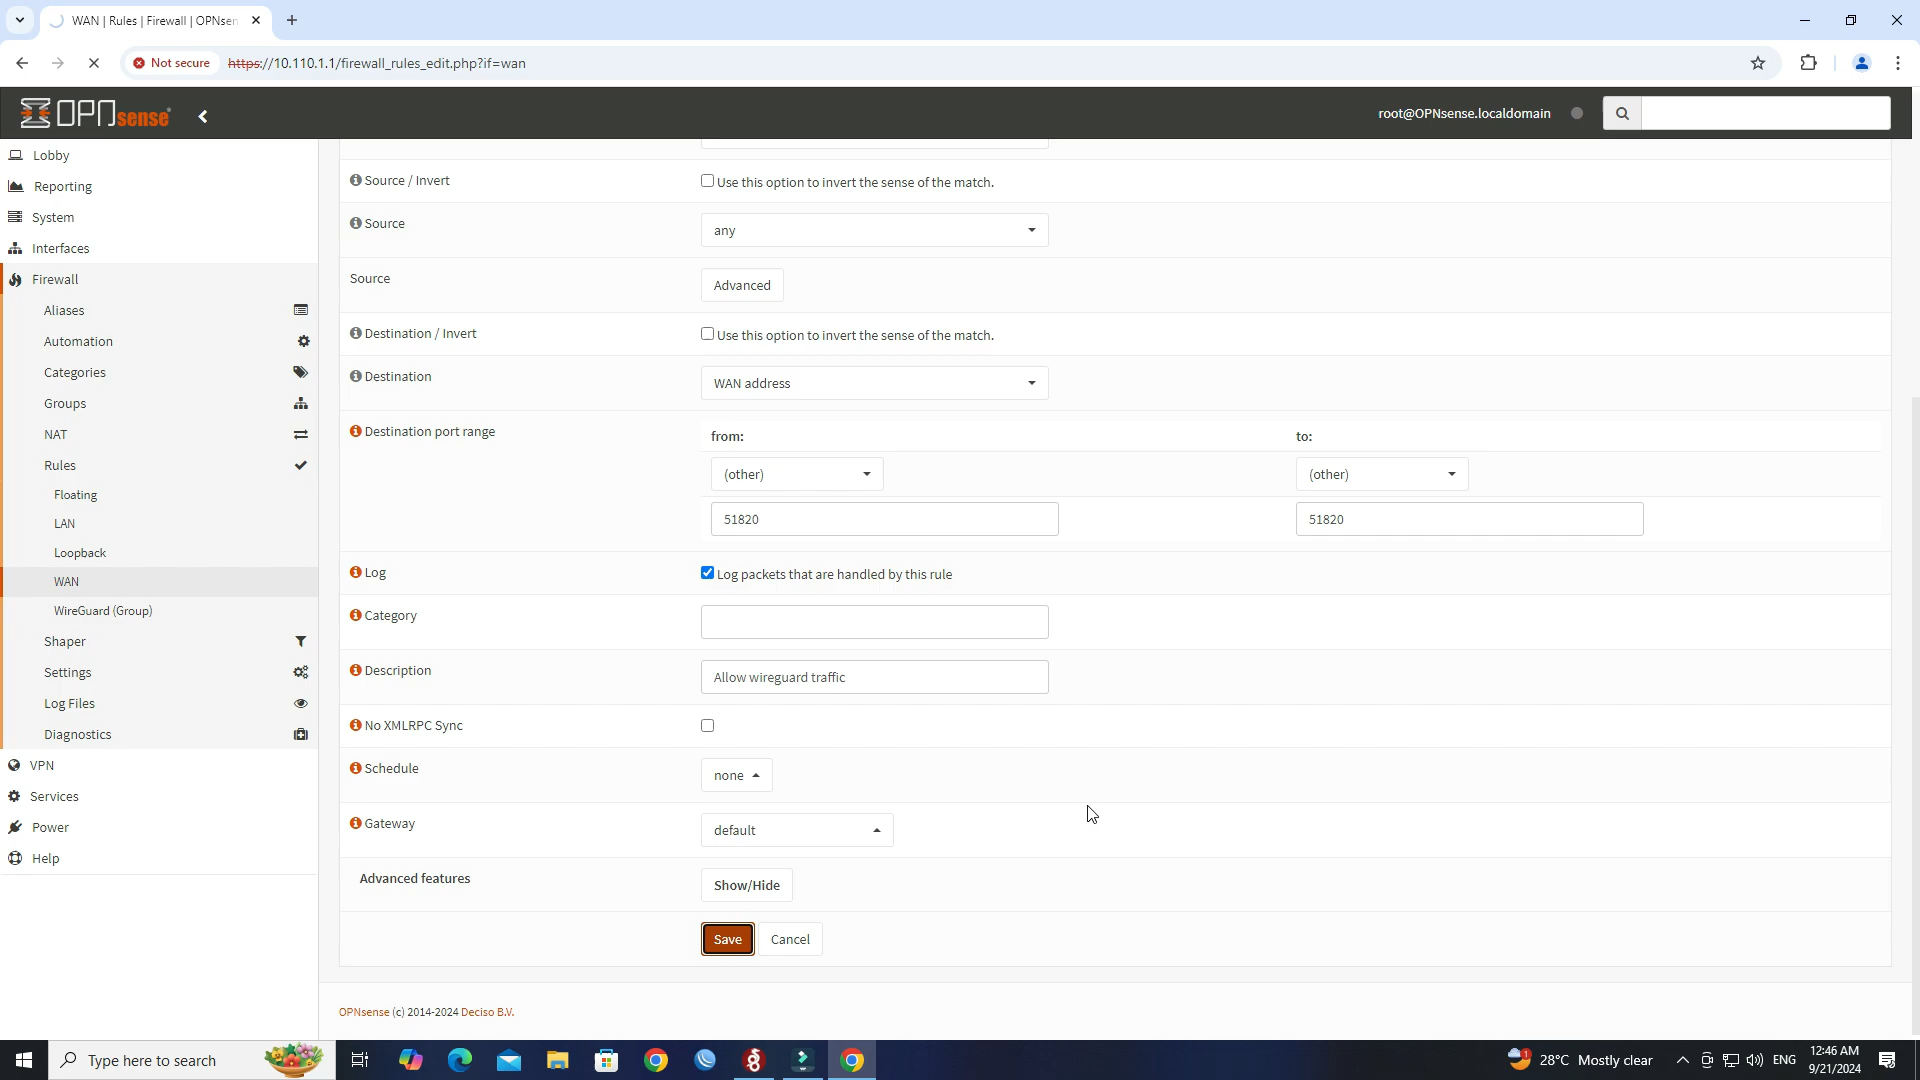 WAN | Rules | Firewall | OPNsen
Not secure
https://10.110.1.1/firewall_rules_edit.php?if=wan
OPNsense
root@OPNsense.localdomain
Lobby
Reporting
System
Interfaces
Firewall
Aliases
Automation
Categories
Groups
NAT
Rules
Floating
LAN
Loopback
WAN
WireGuard (Group)
Shaper
Settings
Log Files
Diagnostics
VPN
Services
Power
Help
Source / Invert
Use this option to invert the sense of the match.
Source
any
Source
Advanced
Destination / Invert
Use this option to invert the sense of the match.
Destination
WAN address
Destination port range
from:
to:
(other)
(other)
51820
51820
Log
Log packets that are handled by this rule
Category
Description
Allow wireguard traffic
No XMLRPC Sync
Schedule
none
Gateway
default
Advanced features
Show/Hide
Save
Cancel
OPNsense (c) 2014-2024 Deciso B.V.
Type here to search
1
28°C Mostly clear
ENG
12:46 AM
9/21/2024